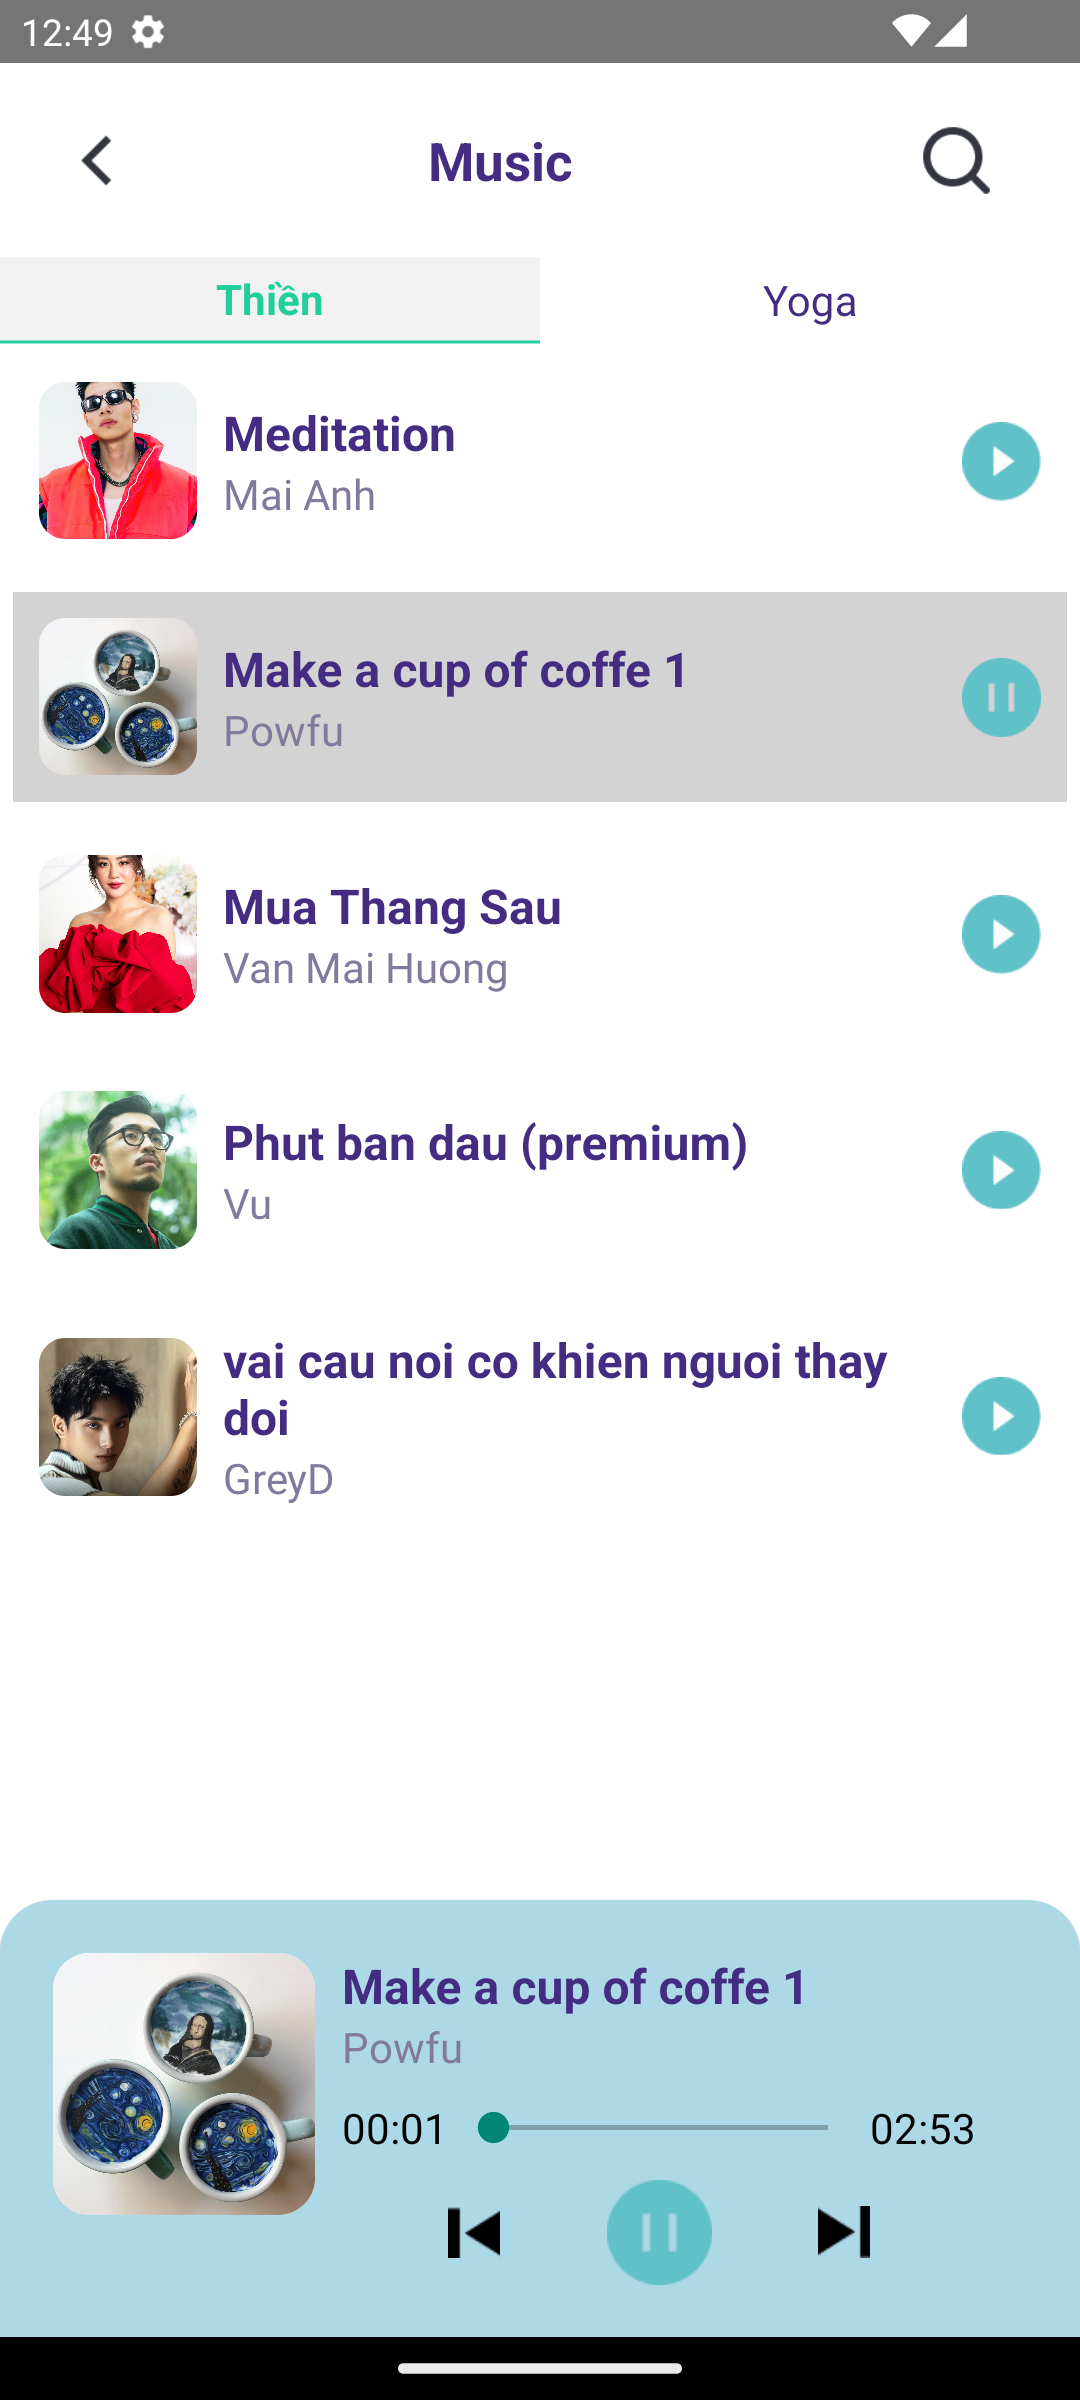 12:49
Music
Thiền
Yoga
Meditation
Mai Anh
Make a cup of coffe 1
Powfu
Mua Thang Sau
Van Mai Huong
Phut ban dau (premium)
Vu
vai cau noi co khien nguoi thay
doi
GreyD
Make a cup of coffe 1
Powfu
00:01
02:53